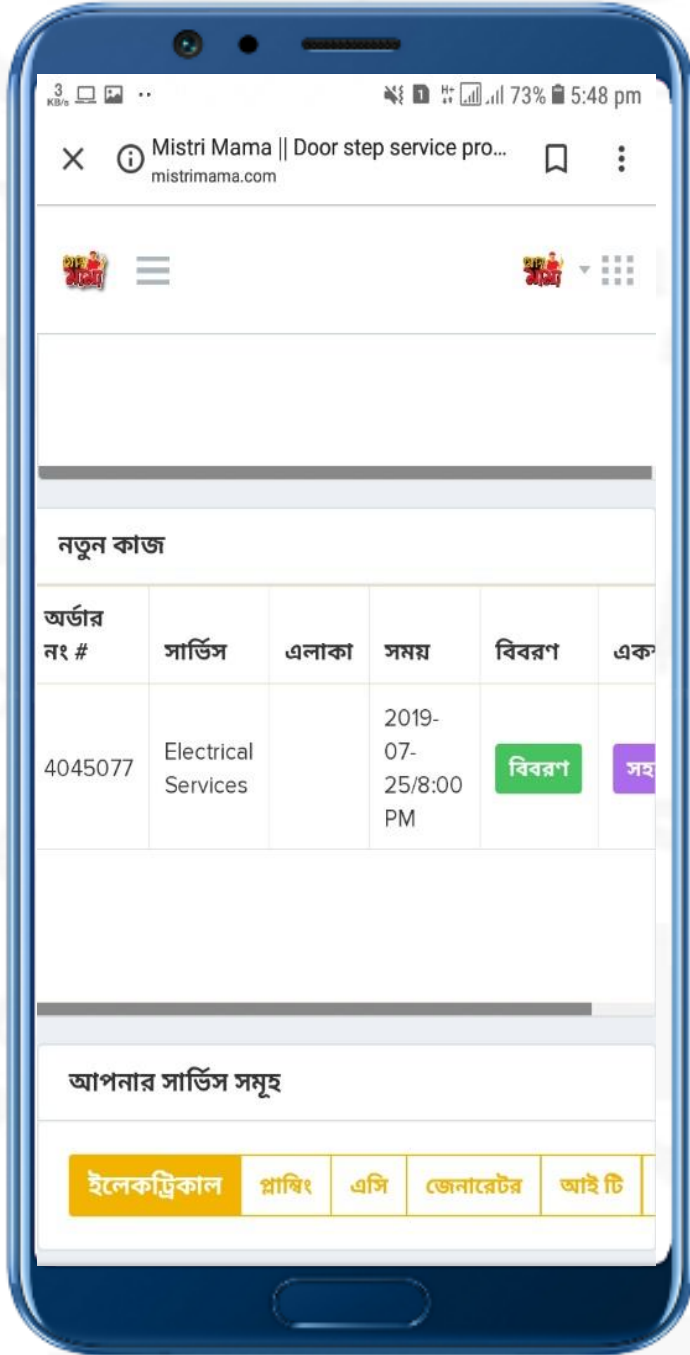 3
KB/s
73% 5:48 pm
Mistri Mama || Door step service pro...
mistrimama.com
মামা
মামা
নতুন কাজ
অর্ডার
নং # সার্ভিস এলাকা সময় বিবরণ
4045077 Electrical Services 2019-07-25/8:00 PM বিবরণ
আপনার সার্ভিস সমূহ
ইলেকট্রিকাল প্লাম্বিং এসি জেনারেটর আই টি